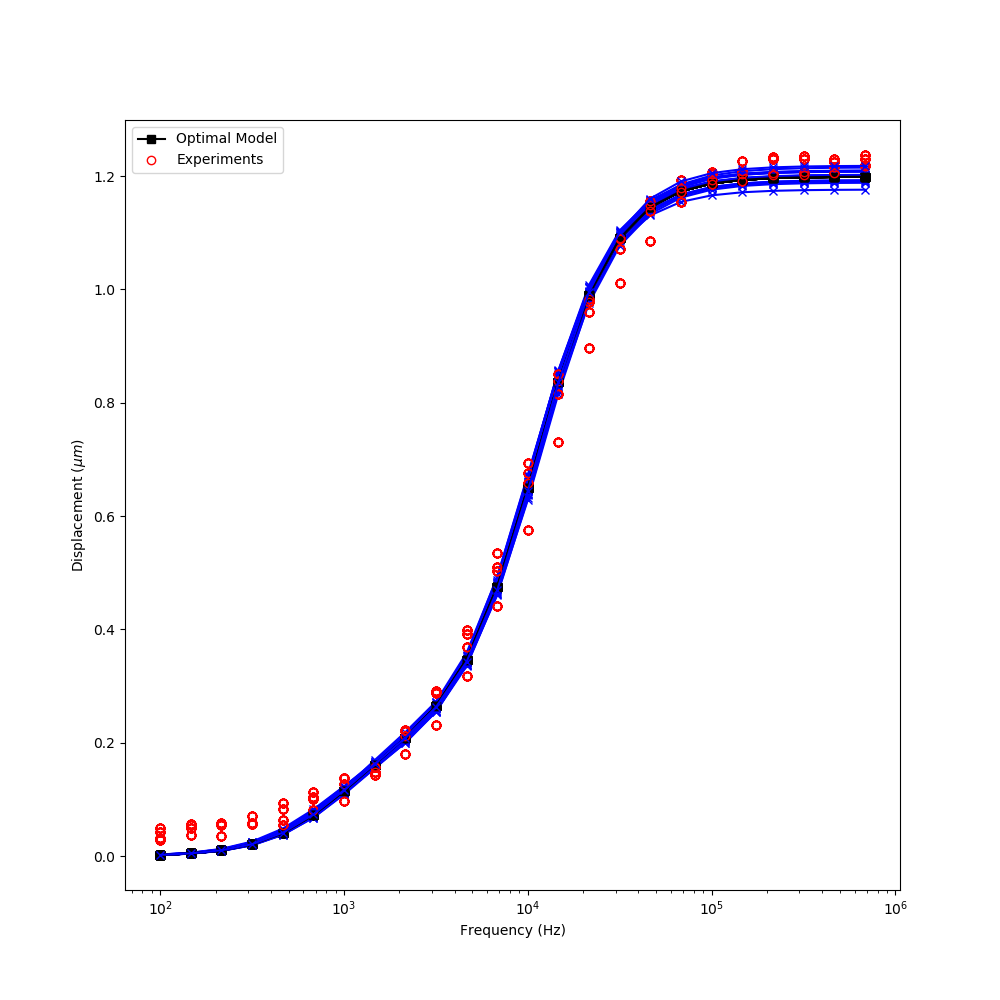 Optimal Model
Experiments
1.2
1.0
0.8
0.6
0.4
0.2
0.0
Displacement (μm)
10² 10³ 10⁴ 10⁵ 10⁶
Frequency (Hz)